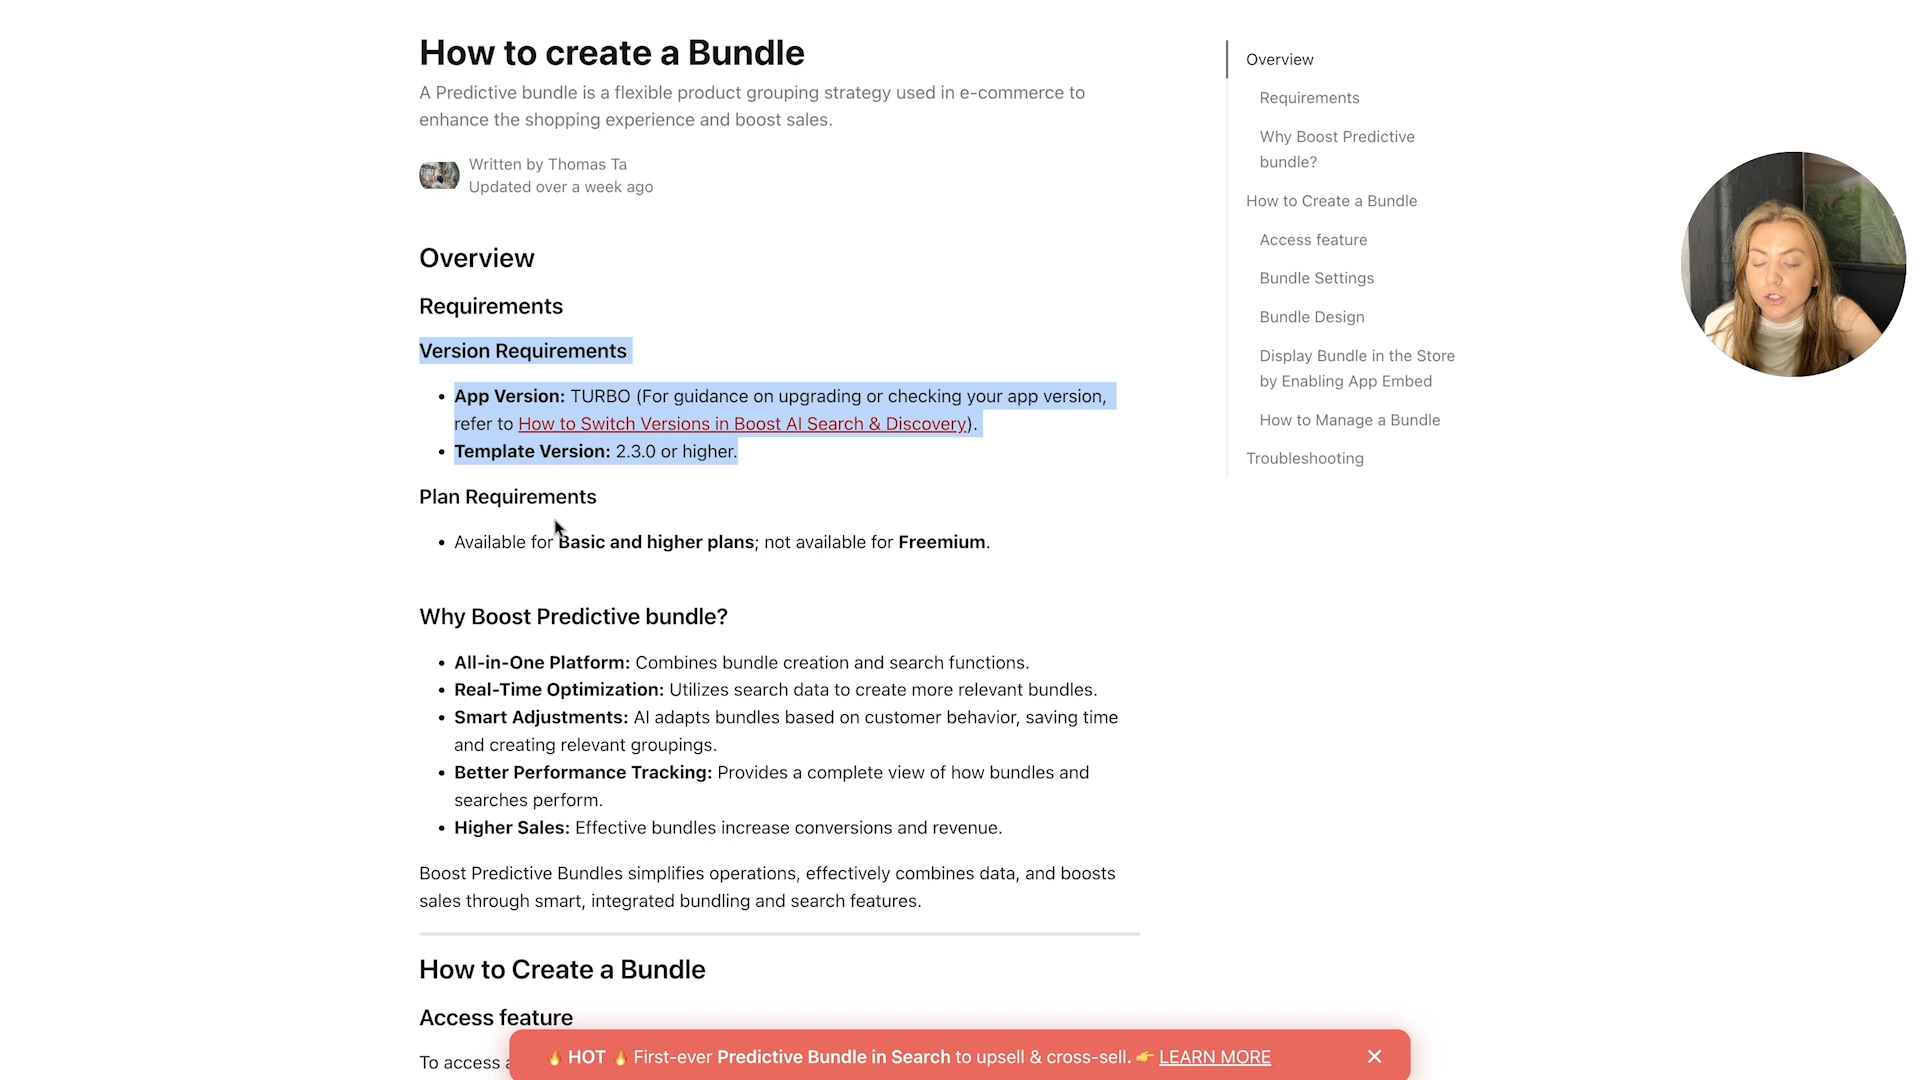 How to create a Bundle
A Predictive bundle is a flexible product grouping strategy used in e-commerce to
enhance the shopping experience and boost sales.
Written by Thomas Ta
Updated over a week ago
Overview
Requirements
Version Requirements
• App Version: TURBO (For guidance on upgrading or checking your app version,
refer to How to Switch Versions in Boost AI Search & Discovery).
• Template Version: 2.3.0 or higher.
Plan Requirements
• Available for Basic and higher plans; not available for Freemium.
Why Boost Predictive bundle?
• All-in-One Platform: Combines bundle creation and search functions.
• Real-Time Optimization: Utilizes search data to create more relevant bundles.
• Smart Adjustments: AI adapts bundles based on customer behavior, saving time
and creating relevant groupings.
• Better Performance Tracking: Provides a complete view of how bundles and
searches perform.
• Higher Sales: Effective bundles increase conversions and revenue.
Boost Predictive Bundles simplifies operations, effectively combines data, and boosts
sales through smart, integrated bundling and search features.
How to Create a Bundle
Access feature
To access
🔥 HOT 🔥 First-ever Predictive Bundle in Search to upsell & cross-sell. 👉 LEARN MORE
Overview
Requirements
Why Boost Predictive
bundle?
How to Create a Bundle
Access feature
Bundle Settings
Bundle Design
Display Bundle in the Store
by Enabling App Embed
How to Manage a Bundle
Troubleshooting